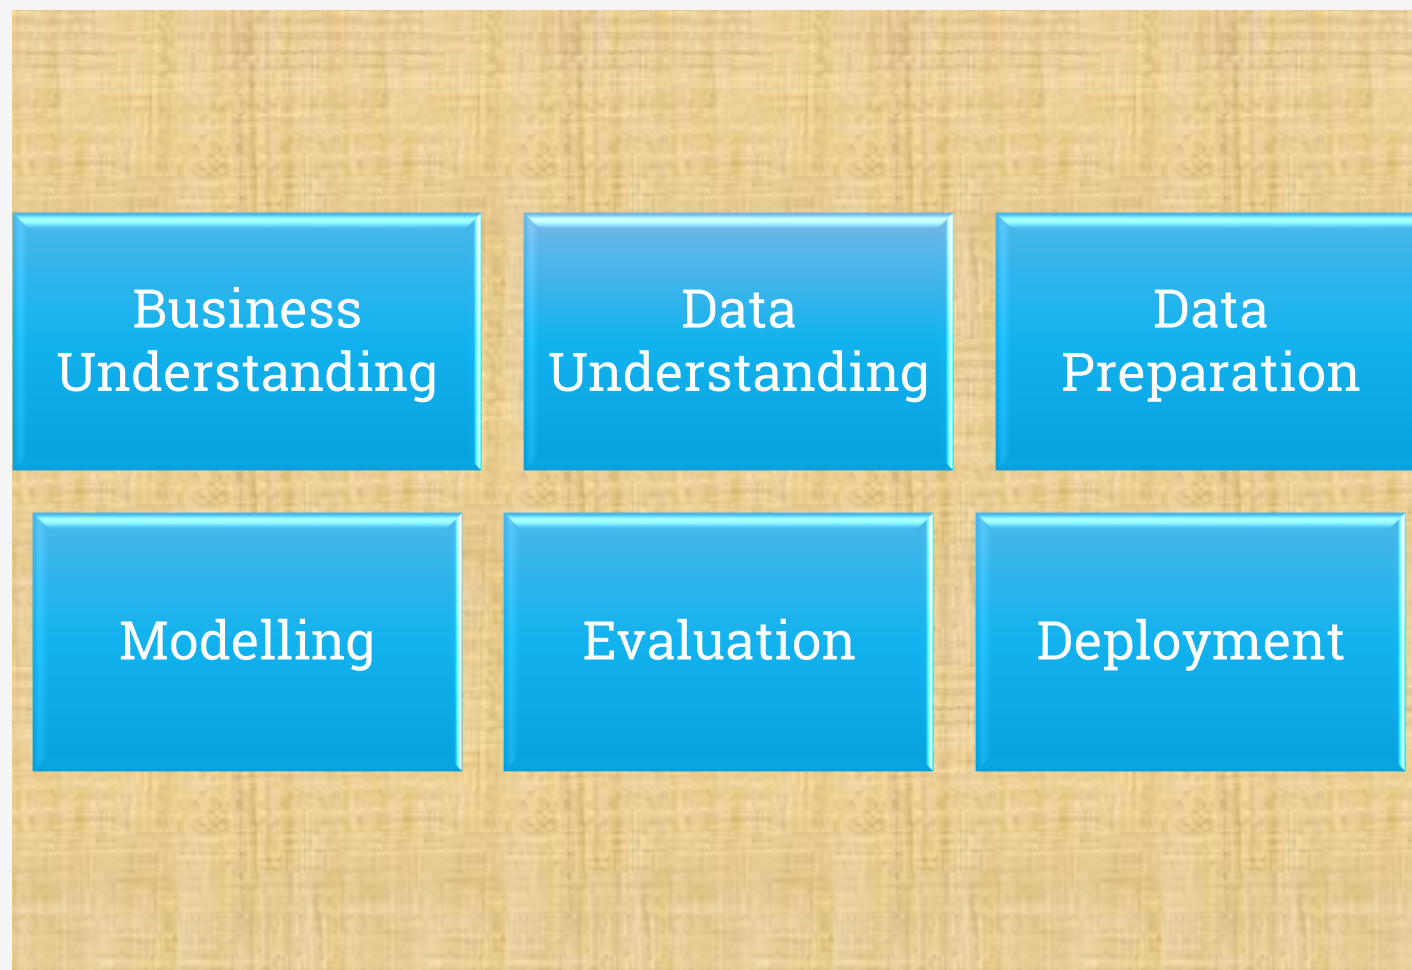 Business
Understanding
Data
Understanding
Data
Preparation
Modelling
Evaluation
Deployment